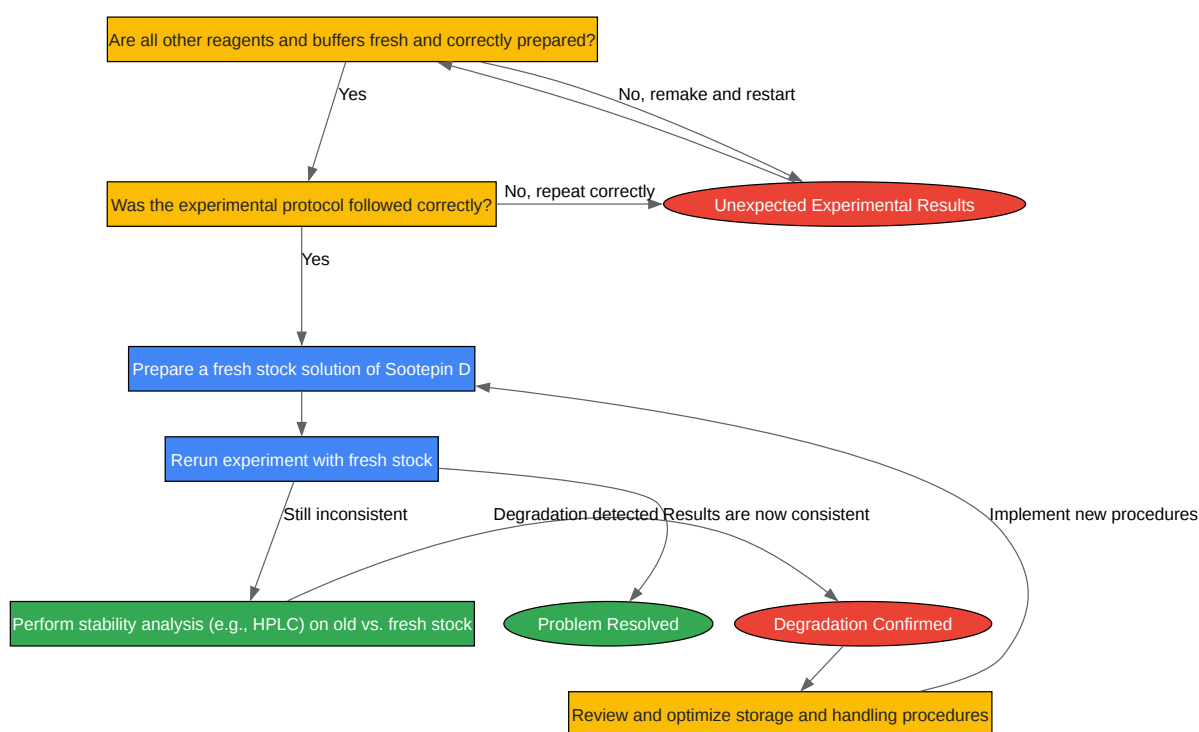 Are all other reagents and buffers fresh and correctly prepared?
Yes
No, remake and restart
Was the experimental protocol followed correctly?
No, repeat correctly
Unexpected Experimental Results
Yes
Prepare a fresh stock solution of Sootepin D
Rerun experiment with fresh stock
Still inconsistent
Degradation detected
Results are now consistent
Implement new procedures
Perform stability analysis (e.g., HPLC) on old vs. fresh stock
Problem Resolved
Degradation Confirmed
Review and optimize storage and handling procedures